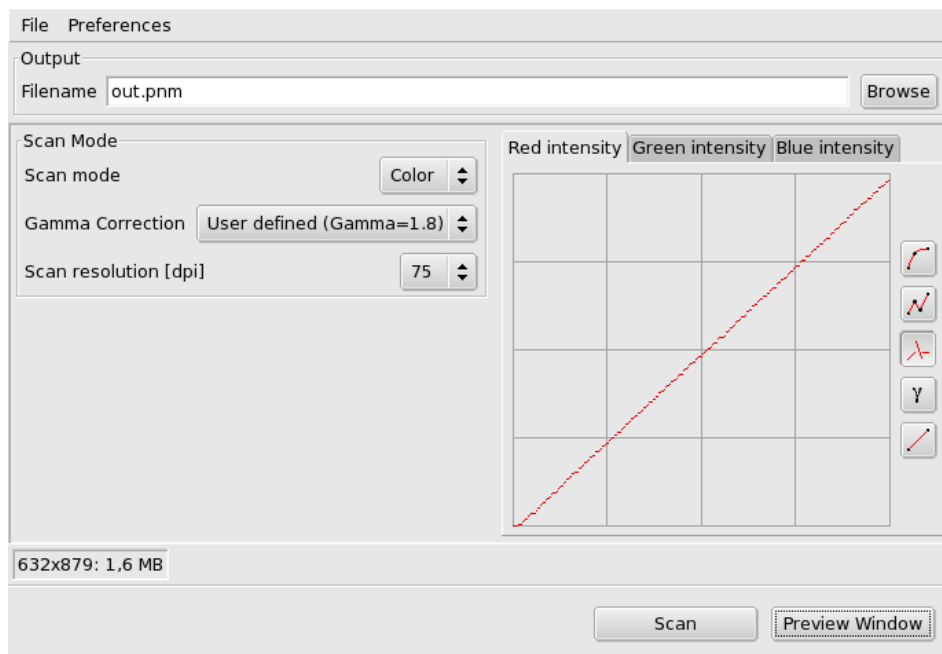 File Preferences
Output
Filename out.pnm Browse
Scan Mode
Scan mode Color
Gamma Correction User defined (Gamma=1.8)
Scan resolution [dpi] 75
Red intensity Green intensity Blue intensity
γ
632x879: 1,6 MB
Scan Preview Window